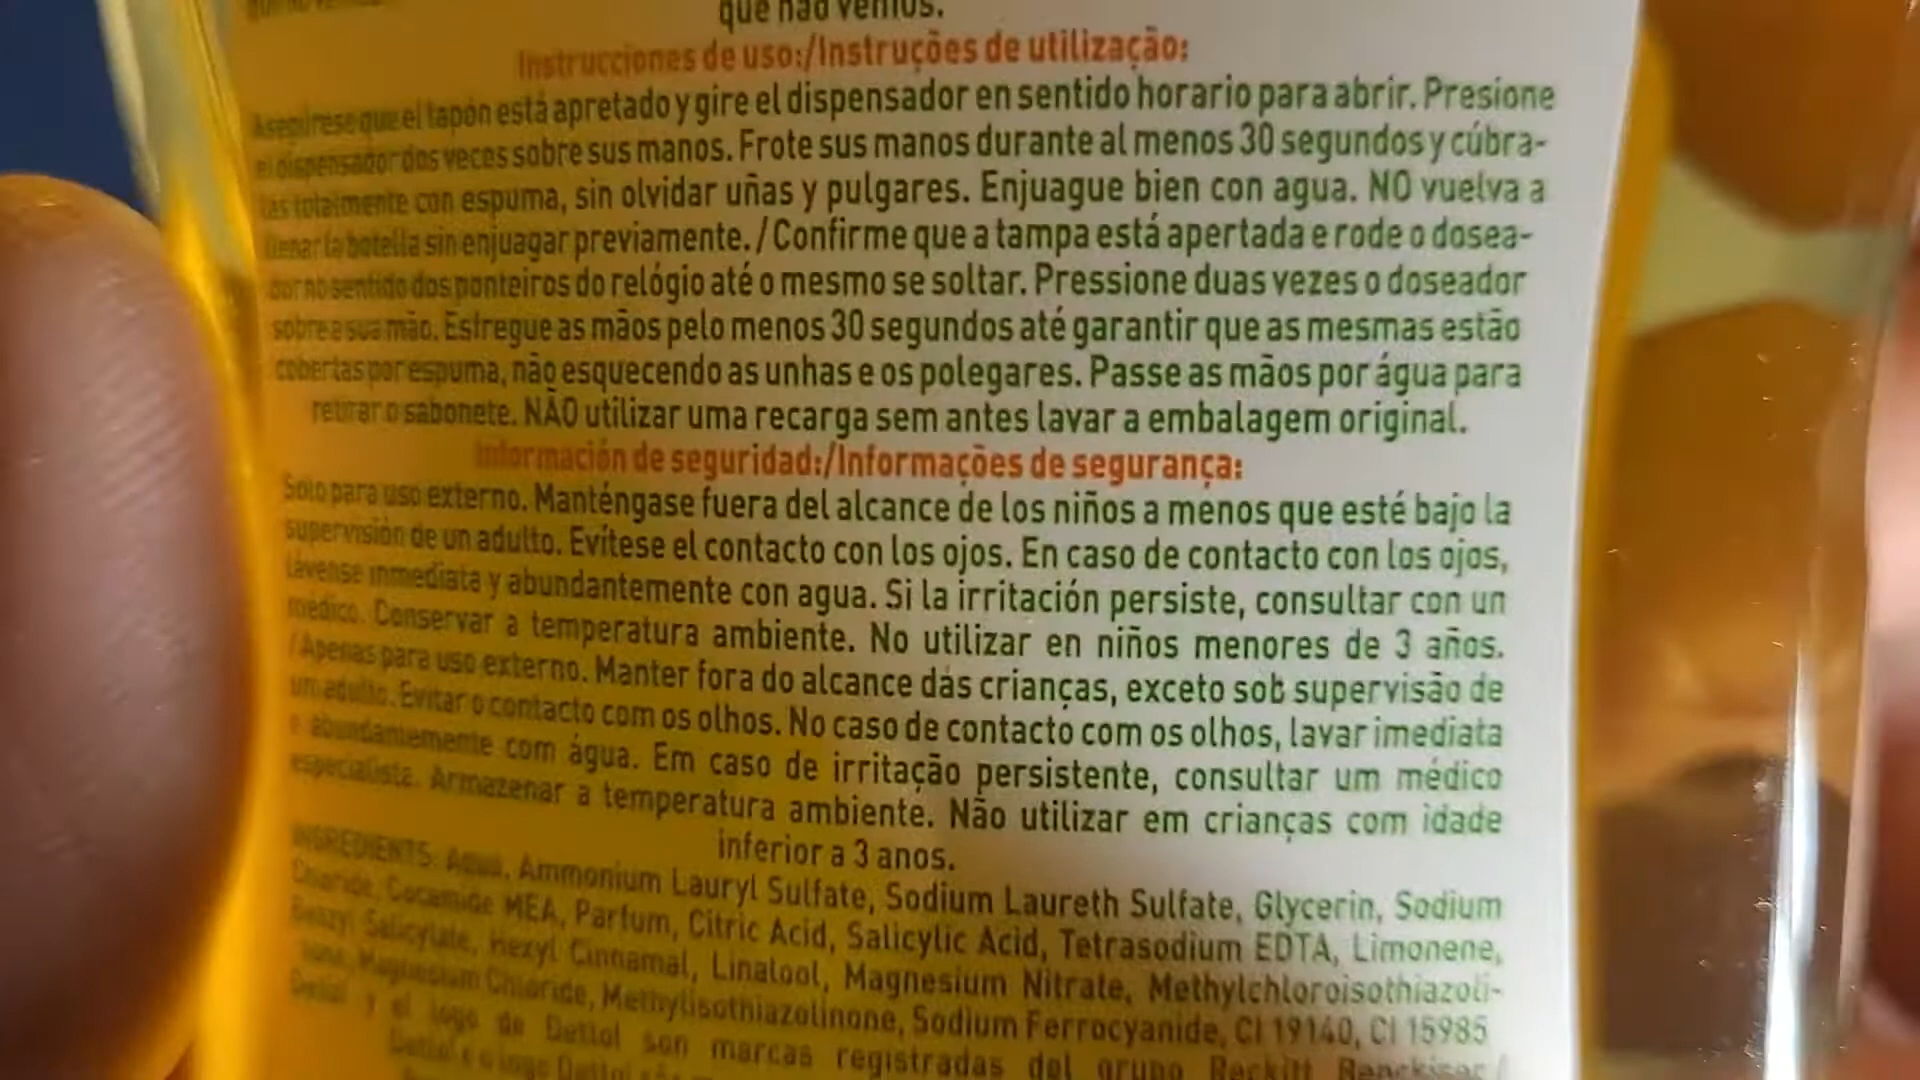 que não vemos.
Instrucciones de uso:/Instruções de utilização:
Asegúrese que el tapón está apretado y gire el dispensador en sentido horario para abrir. Presione
el dispensador dos veces sobre sus manos. Frote sus manos durante al menos 30 segundos y cúbra-
las totalmente con espuma, sin olvidar uñas y pulgares. Enjuague bien con agua. NO vuelva a
llenar la botella sin enjuagar previamente. / Confirme que a tampa está apertada e rode o dosea-
dor no sentido dos ponteiros do relógio até o mesmo se soltar. Pressione duas vezes o doseador
sobre a sua mão. Esfregue as mãos pelo menos 30 segundos até garantir que as mesmas estão
cobertas por espuma, não esquecendo as unhas e os polegares. Passe as mãos por água para
retirar o sabonete. NÃO utilizar uma recarga sem antes lavar a embalagem original.
Información de seguridad:/Informações de segurança:
Solo para uso externo. Manténgase fuera del alcance de los niños a menos que esté bajo la
supervisión de un adulto. Evítese el contacto con los ojos. En caso de contacto con los ojos,
lávense inmediata y abundantemente con agua. Si la irritación persiste, consultar con un
médico. Conservar a temperatura ambiente. No utilizar en niños menores de 3 años.
/ Apenas para uso externo. Manter fora do alcance das crianças, exceto sob supervisão de
um adulto. Evitar o contacto com os olhos. No caso de contacto com os olhos, lavar imediata
e abundantemente com água. Em caso de irritação persistente, consultar um médico
especialista. Armazenar a temperatura ambiente. Não utilizar em crianças com idade
inferior a 3 anos.
INGREDIENTS: Aqua, Ammonium Lauryl Sulfate, Sodium Laureth Sulfate, Glycerin, Sodium
Chloride, Cocamide MEA, Parfum, Citric Acid, Salicylic Acid, Tetrasodium EDTA, Limonene,
Benzyl Salicylate, Hexyl Cinnamal, Linalool, Magnesium Nitrate, Methylchloroisothiazoli-
none, Magnesium Chloride, Methylisothiazolinone, Sodium Ferrocyanide, CI 19140, CI 15985
Dettol y el logo de Dettol son marcas registradas del grupo Reckitt Benckiser /
Dettol e o logo Dettol são